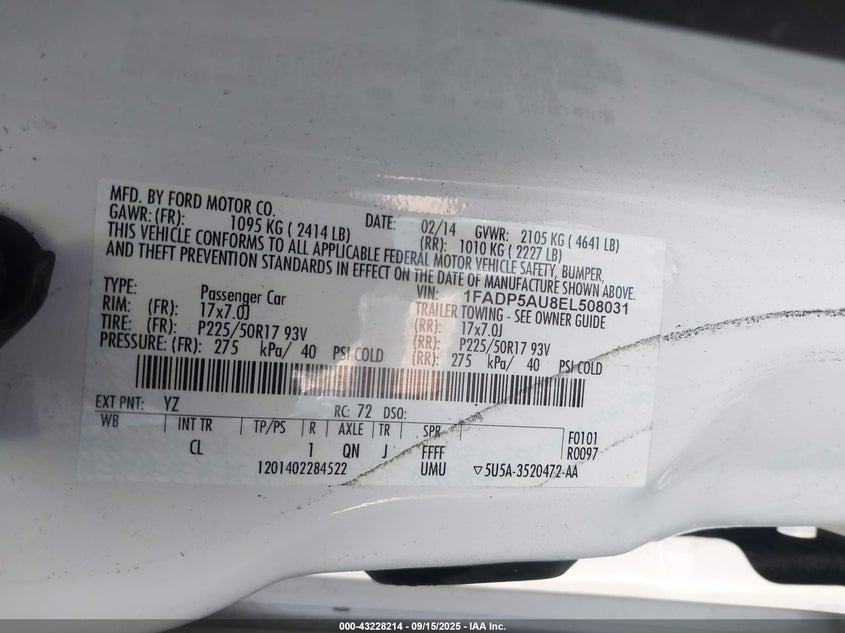 MFD. BY FORD MOTOR CO. DATE: 02/14 GVWR: 2105 KG ( 4641 LB)
GAWR: (FR): 1095 KG ( 2414 LB) (RR): 1010 KG ( 2227 LB)
THIS VEHICLE CONFORMS TO ALL APPLICABLE FEDERAL MOTOR VEHICLE SAFETY, BUMPER,
AND THEFT PREVENTION STANDARDS IN EFFECT ON THE DATE OF MANUFACTURE SHOWN ABOVE.
VIN: 1FADP5AU8EL508031
TYPE: Passenger Car TRAILER TOWING - SEE OWNER GUIDE
RIM: (FR): 17x7.0J (RR): 17x7.0J
TIRE: (FR): P225/50R17 93V (RR): P225/50R17 93V
PRESSURE: (FR): 275 kPa/ 40 PSI COLD (RR): 275 kPa/ 40 PSI COLD
EXT PNT: YZ RC: 72 DSO:
WB INT TR TP/PS R AXLE TR SPR F0101
CL 1 QN J FFFF R0097
1201402284522 UMU ▽5U5A-3520472-AA
000-43228214 - 09/15/2025 - IAA Inc.